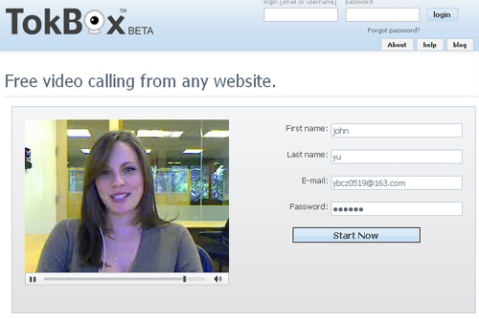 login [email or username]
password
TokBox™
BETA
login
Forgot password?
About
help
blog
Free video calling from any website.
First name: john
Last name: yu
E-mail: ybcz0519@163.com
Password: ●●●●●●
Start Now